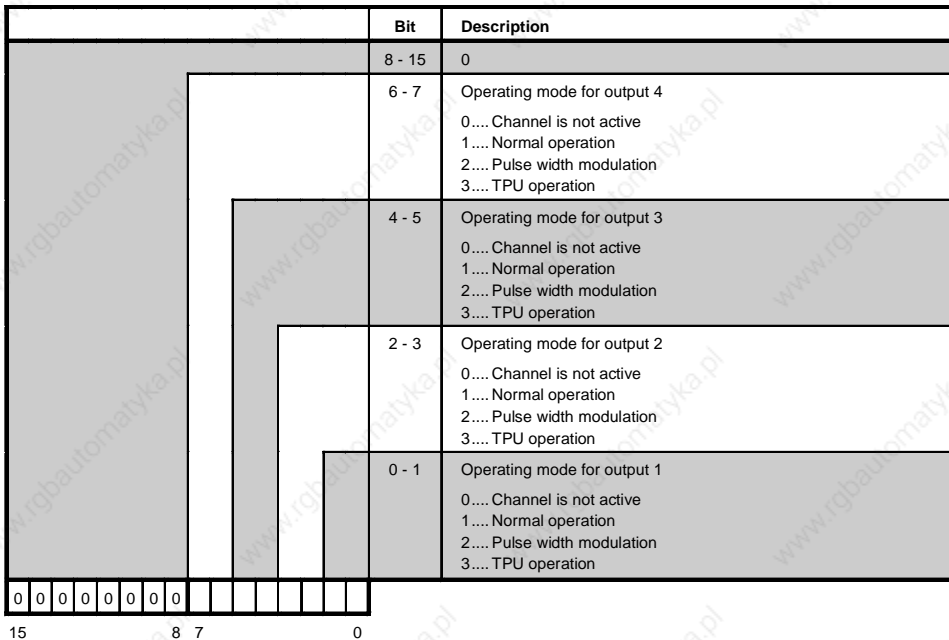 Bit Description
8 - 15 0
6 - 7 Operating mode for output 4
0.... Channel is not active
1.... Normal operation
2.... Pulse width modulation
3.... TPU operation
4 - 5 Operating mode for output 3
0.... Channel is not active
1.... Normal operation
2.... Pulse width modulation
3.... TPU operation
2 - 3 Operating mode for output 2
0.... Channel is not active
1.... Normal operation
2.... Pulse width modulation
3.... TPU operation
0 - 1 Operating mode for output 1
0.... Channel is not active
1.... Normal operation
2.... Pulse width modulation
3.... TPU operation
0 0 0 0 0 0 0 0
15 8 7 0
www.rgbautomatyka.pl